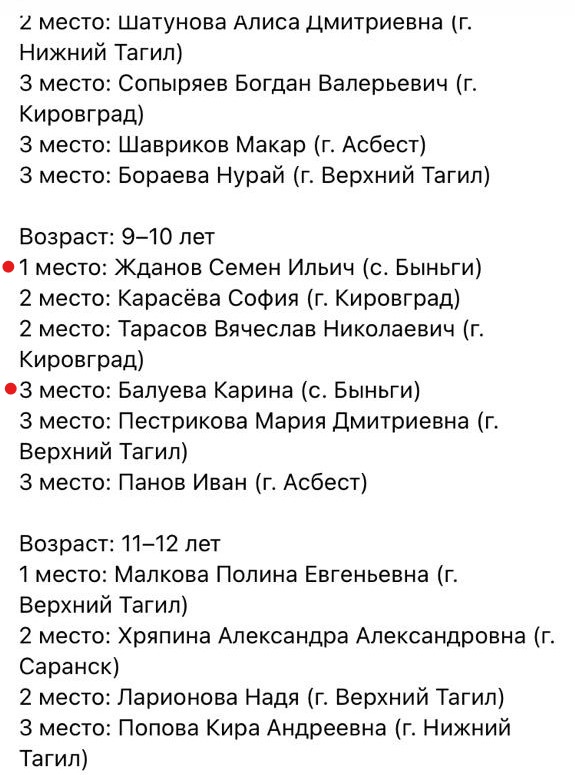 2 место: Шатунова Алиса Дмитриевна (г.
Нижний Тагил)
3 место: Сопыряев Богдан Валерьевич (г.
Кировград)
3 место: Шавриков Макар (г. Асбест)
3 место: Бораева Нурай (г. Верхний Тагил)
Возраст: 9–10 лет
1 место: Жданов Семен Ильич (с. Быньги)
2 место: Карасёва София (г. Кировград)
2 место: Тарасов Вячеслав Николаевич (г.
Кировград)
3 место: Балуева Карина (с. Быньги)
3 место: Пестрикова Мария Дмитриевна (г.
Верхний Тагил)
3 место: Панов Иван (г. Асбест)
Возраст: 11–12 лет
1 место: Малкова Полина Евгеньевна (г.
Верхний Тагил)
2 место: Хряпина Александра Александровна (г.
Саранск)
2 место: Ларионова Надя (г. Верхний Тагил)
3 место: Попова Кира Андреевна (г. Нижний
Тагил)